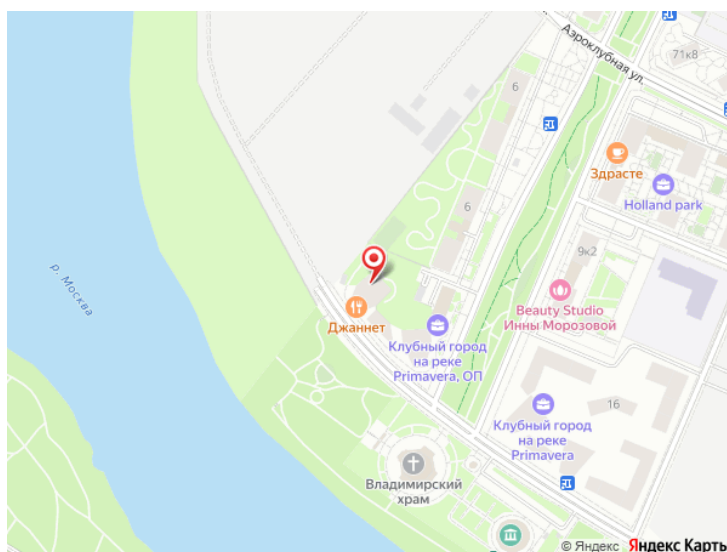 Аэроклубная ул.
71к8
6
Здрасте
Holland park
6
9к2
р. Москва
Beauty Studio
Инны Морозовой
Джаннет
Клубный город
на реке
Primavera, ОП
16
Клубный город
на реке
Primavera
Владимирский
храм
© Яндекс Яндекс Карты